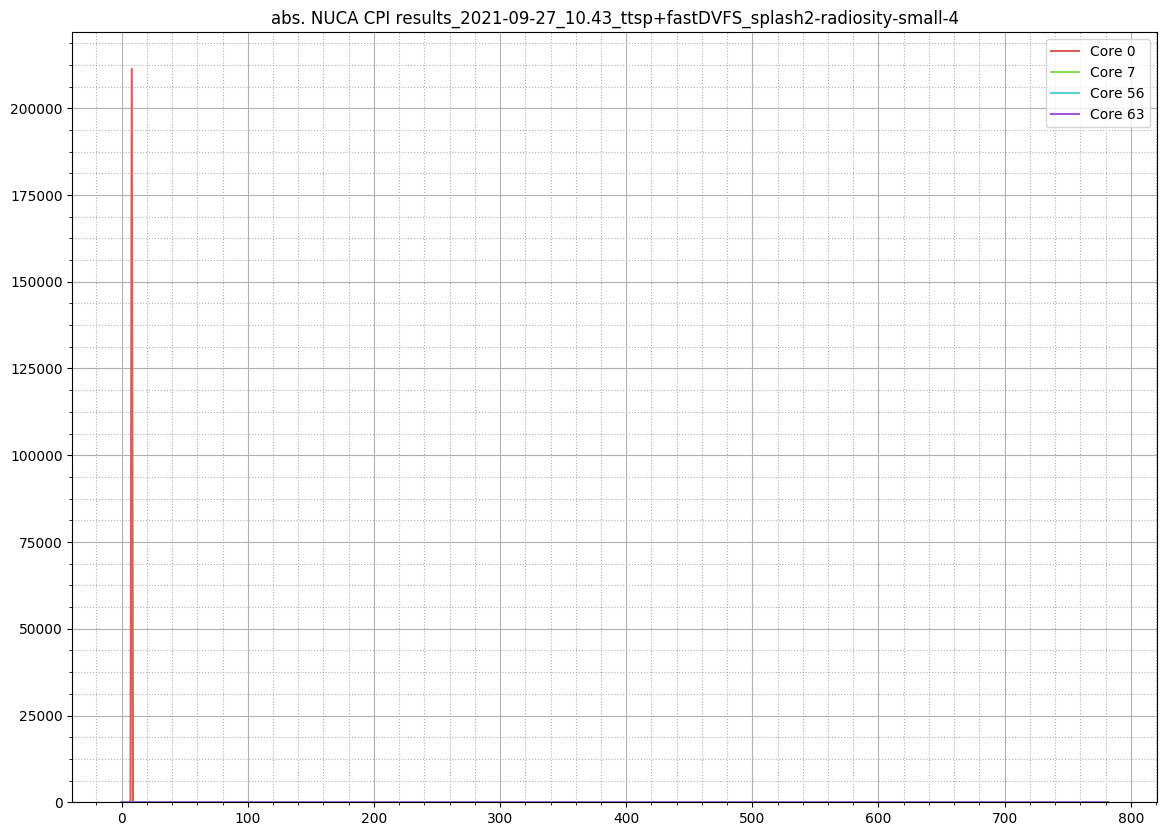 abs. NUCA CPI results_2021-09-27_10.43_ttsp+fastDVFS_splash2-radiosity-small-4
Core 0
Core 7
Core 56
Core 63
200000
175000
150000
125000
100000
75000
50000
25000
0
0 100 200 300 400 500 600 700 800